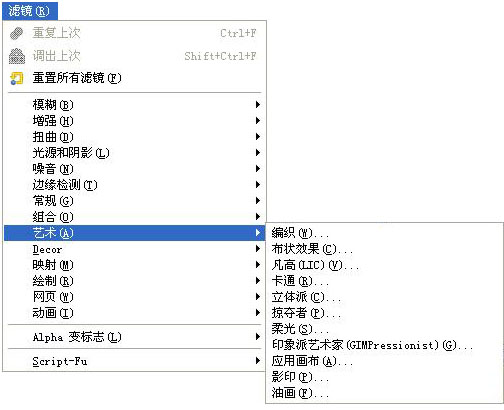 滤镜(R)
重复上次 Ctrl+F
调出上次 Shift+Ctrl+F
重置所有滤镜(F)
模糊(B)
增强(H)
扭曲(D)
光源和阴影(L)
噪音(N)
边缘检测(T)
常规(G)
组合(O)
艺术(A)
Decor
映射(M)
绘制(R)
网页(W)
动画(I)
Alpha 变标志(L)
Script-Fu
编织(W)...
布状效果(C)...
凡高(LIC)(V)...
卡通(R)...
立体派(C)...
掠夺者(P)...
柔光(S)...
印象派艺术家(GIMPressionist)(G)...
应用画布(A)...
影印(P)...
油画(F)...